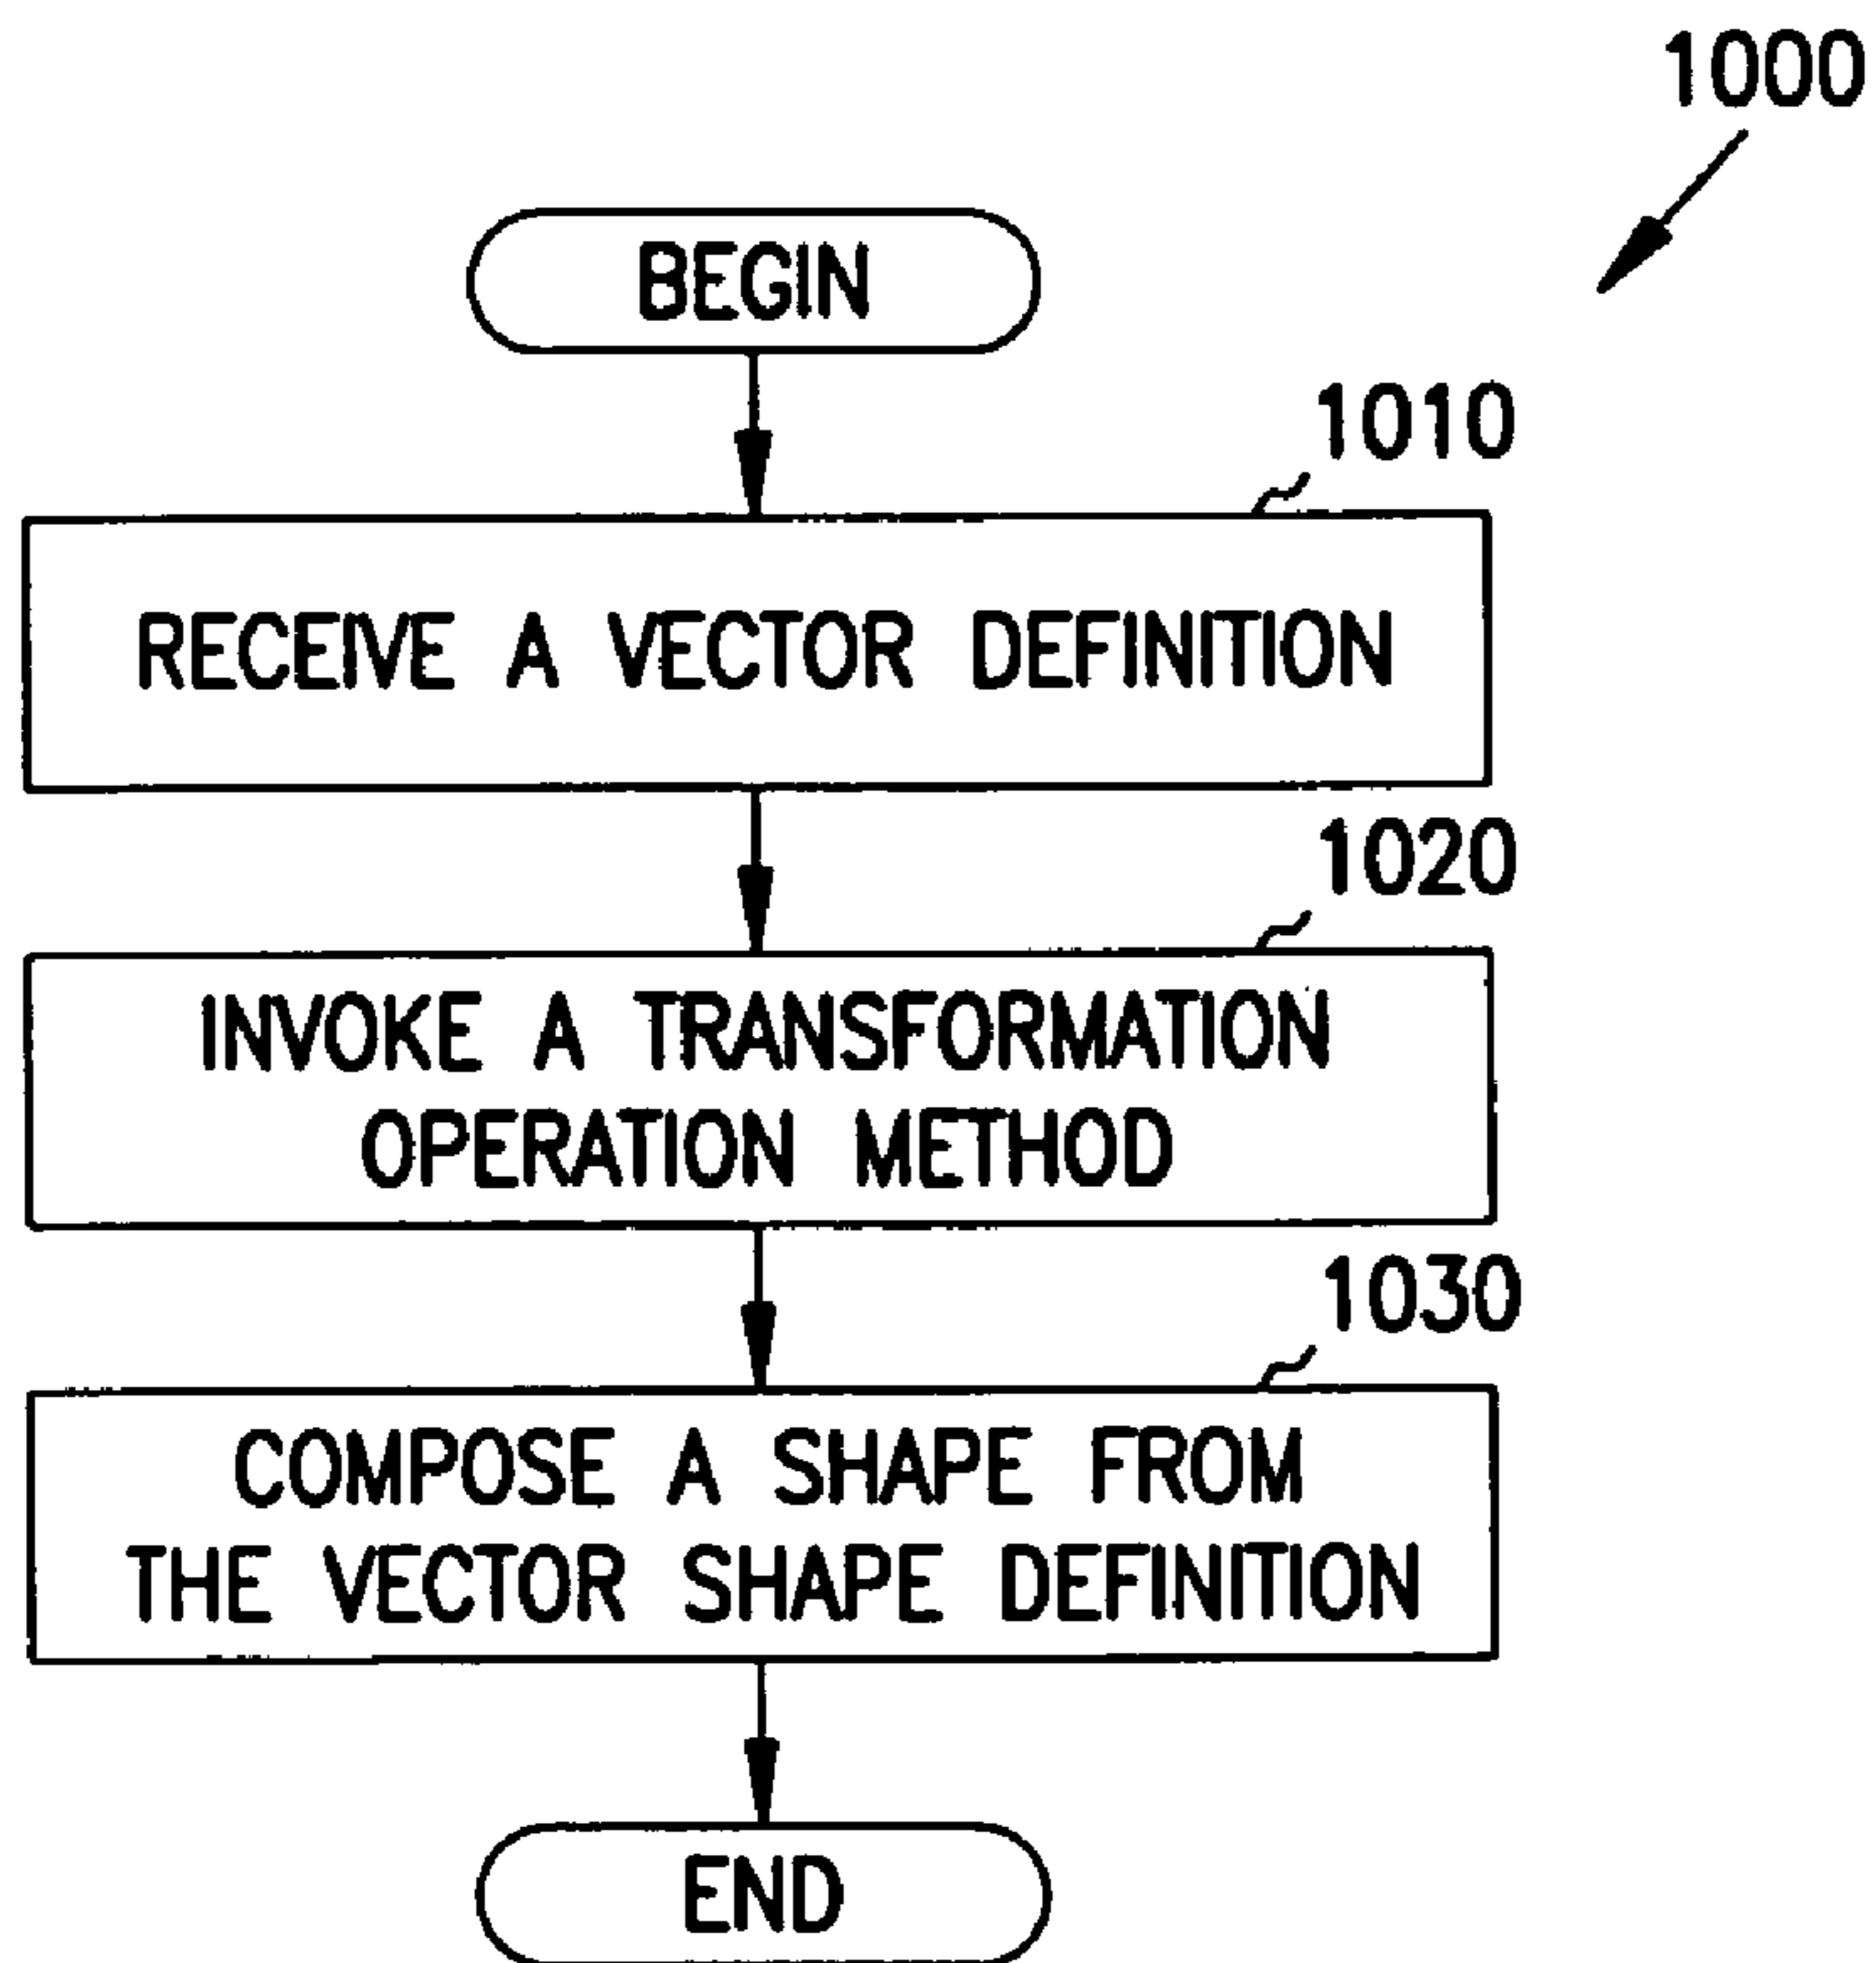 1000
BEGIN
1010
RECEIVE A VECTOR DEFINITION
1020
INVOKE A TRANSFORMATION
OPERATION METHOD
1030
COMPOSE A SHAPE FROM
THE VECTOR SHAPE DEFINITION
END